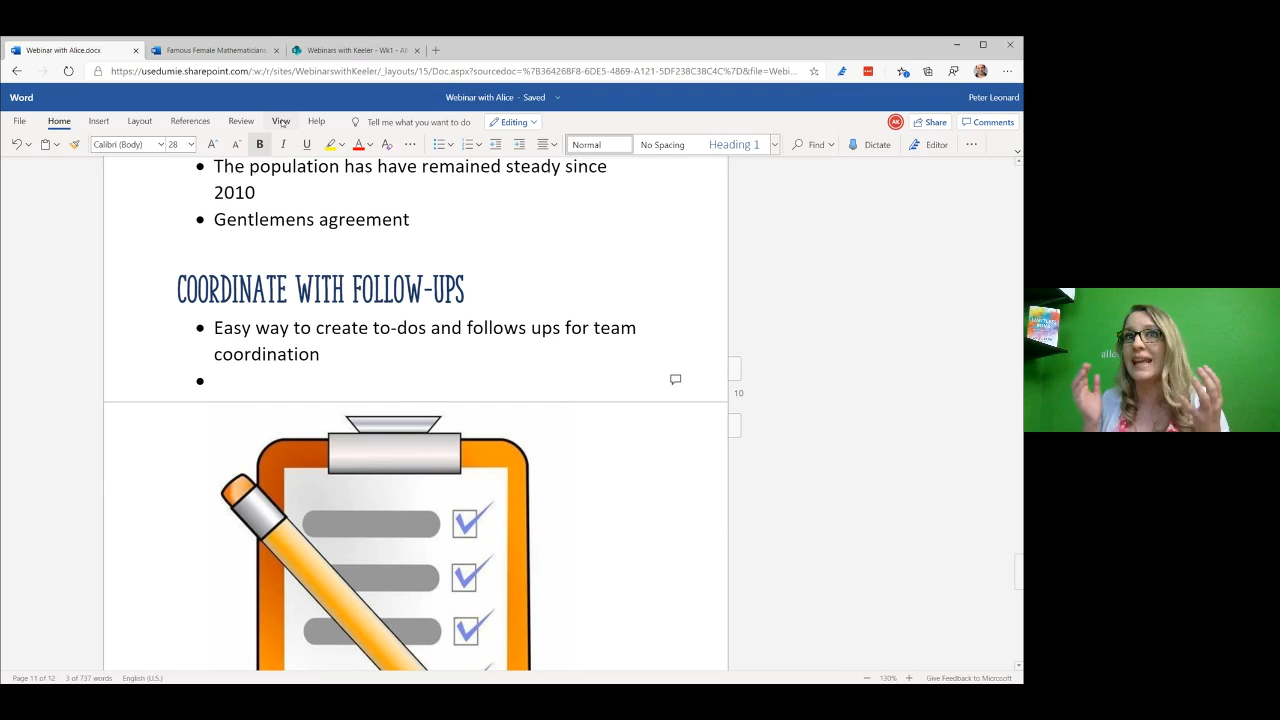 Webinar with Alice.docx
Famous Female Mathematicians
Webinars with Keeler - Wk1 - Al
https://usedumie.sharepoint.com/:w:/r/sites/WebinarswithKeeler/_layouts/15/Doc.aspx?sourcedoc=%7B364268F8-6DE5-4869-A121-5DF238C38C4C%7D&file=Webi...
Word
Webinar with Alice - Saved
Peter Leonard
File Home Insert Layout References Review View Help Tell me what you want to do Editing AK Share Comments
Calibri (Body) 28 A A B I U A Normal No Spacing Heading 1 Find Dictate Editor
The population has have remained steady since
2010
Gentlemens agreement
COORDINATE WITH FOLLOW-UPS
Easy way to create to-dos and follows ups for team
coordination
10
Page 11 of 12 3 of 737 words English (U.S.) 130% Give Feedback to Microsoft